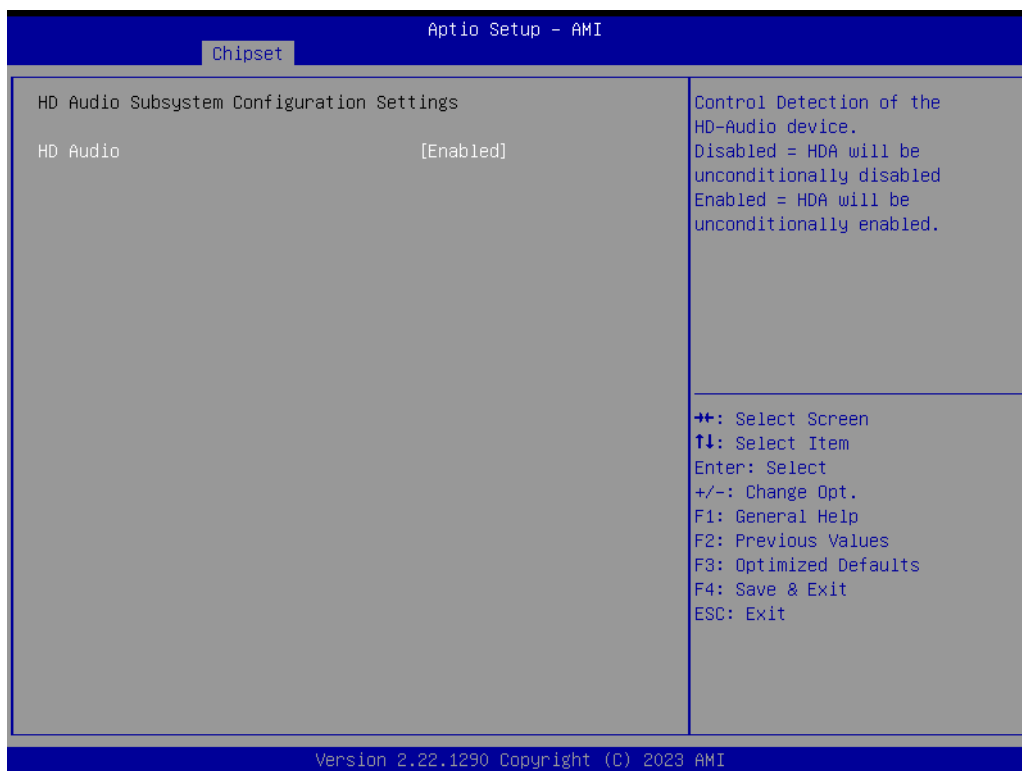 Aptio Setup – AMI
Chipset
HD Audio Subsystem Configuration Settings
HD Audio [Enabled]
Control Detection of the
HD-Audio device.
Disabled = HDA will be
unconditionally disabled
Enabled = HDA will be
unconditionally enabled.
→←: Select Screen
↑↓: Select Item
Enter: Select
+/-: Change Opt.
F1: General Help
F2: Previous Values
F3: Optimized Defaults
F4: Save & Exit
ESC: Exit
Version 2.22.1290 Copyright (C) 2023 AMI